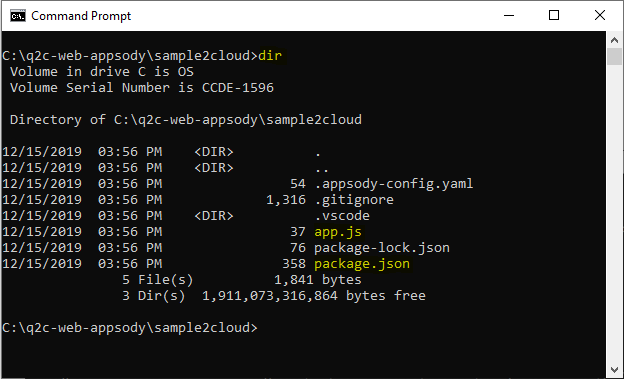 Command Prompt
C:\q2c-web-appsody\sample2cloud>dir
 Volume in drive C is OS
 Volume Serial Number is CCDE-1596
 Directory of C:\q2c-web-appsody\sample2cloud
12/15/2019  03:56 PM    <DIR>          .
12/15/2019  03:56 PM    <DIR>          ..
12/15/2019  03:56 PM                54 .appsody-config.yaml
12/15/2019  03:56 PM             1,316 .gitignore
12/15/2019  03:56 PM    <DIR>          .vscode
12/15/2019  03:56 PM                37 app.js
12/15/2019  03:56 PM                76 package-lock.json
12/15/2019  03:56 PM               358 package.json
               5 File(s)          1,841 bytes
               3 Dir(s)  1,911,073,316,864 bytes free
C:\q2c-web-appsody\sample2cloud>